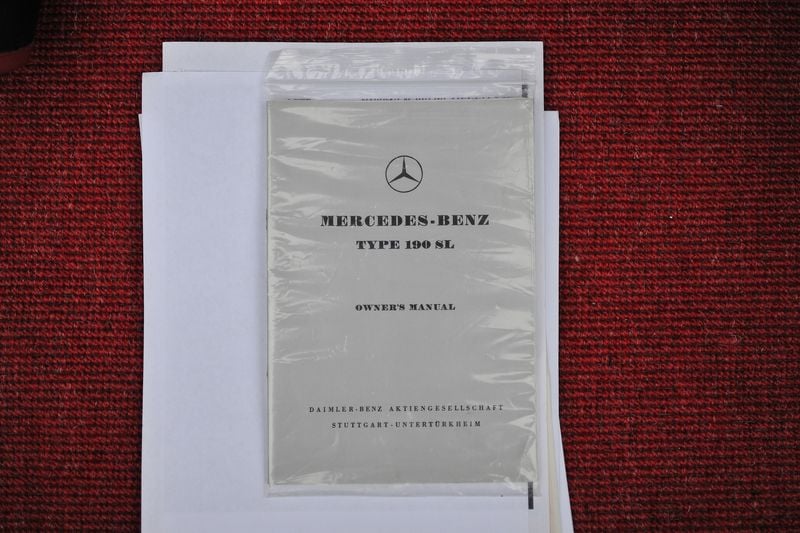 MERCEDES-BENZ
TYPE 190 SL
OWNER'S MANUAL
DAIMLER-BENZ AKTIENGESELLSCHAFT
STUTTGART-UNTERTÜRKHEIM